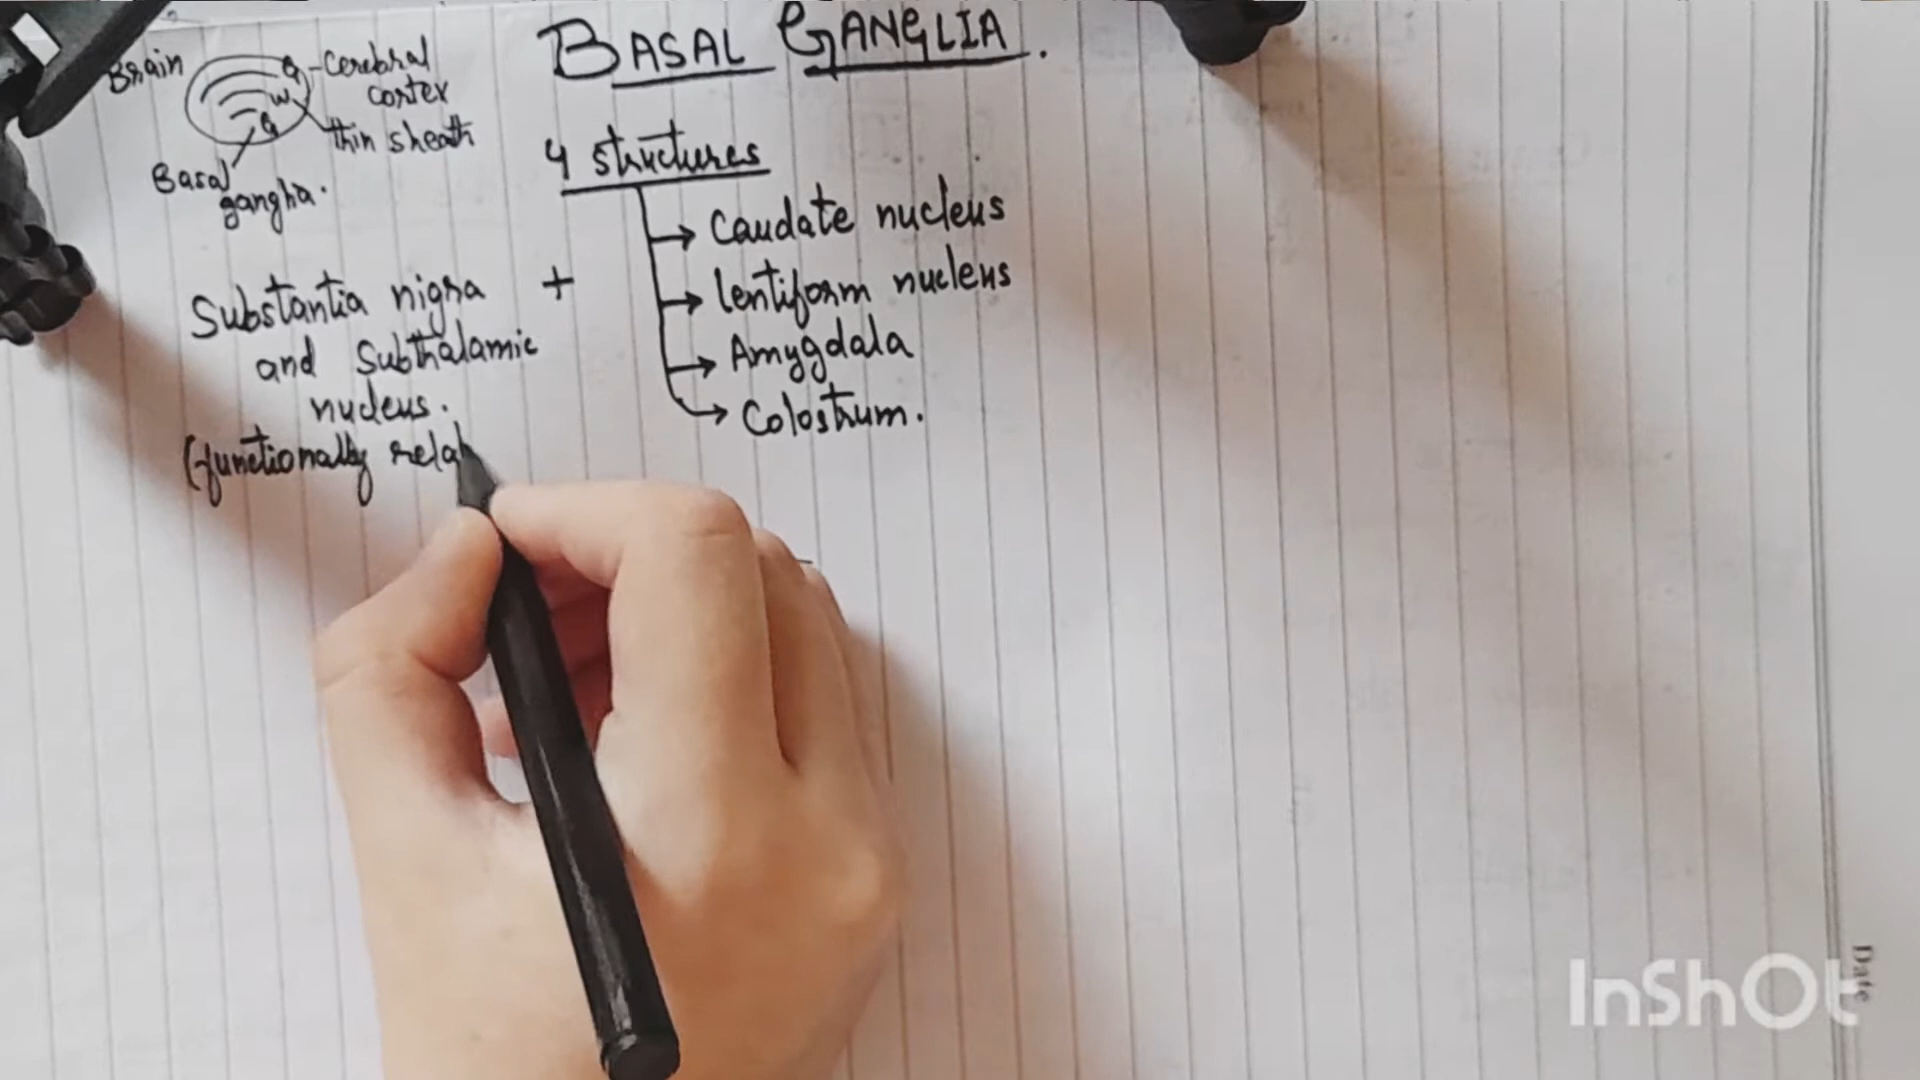 BASAL GANGLIA.
Brain
G - Cerebral
cortex
W
thin sheath
G
Basal
ganglia.
4 structures
→ Caudate nucleus
→ lentiform nucleus
→ Amygdala
→ Colostrum.
Substantia nigra +
and Subthalamic
nucleus.
(functionally relat
InShOt
Date